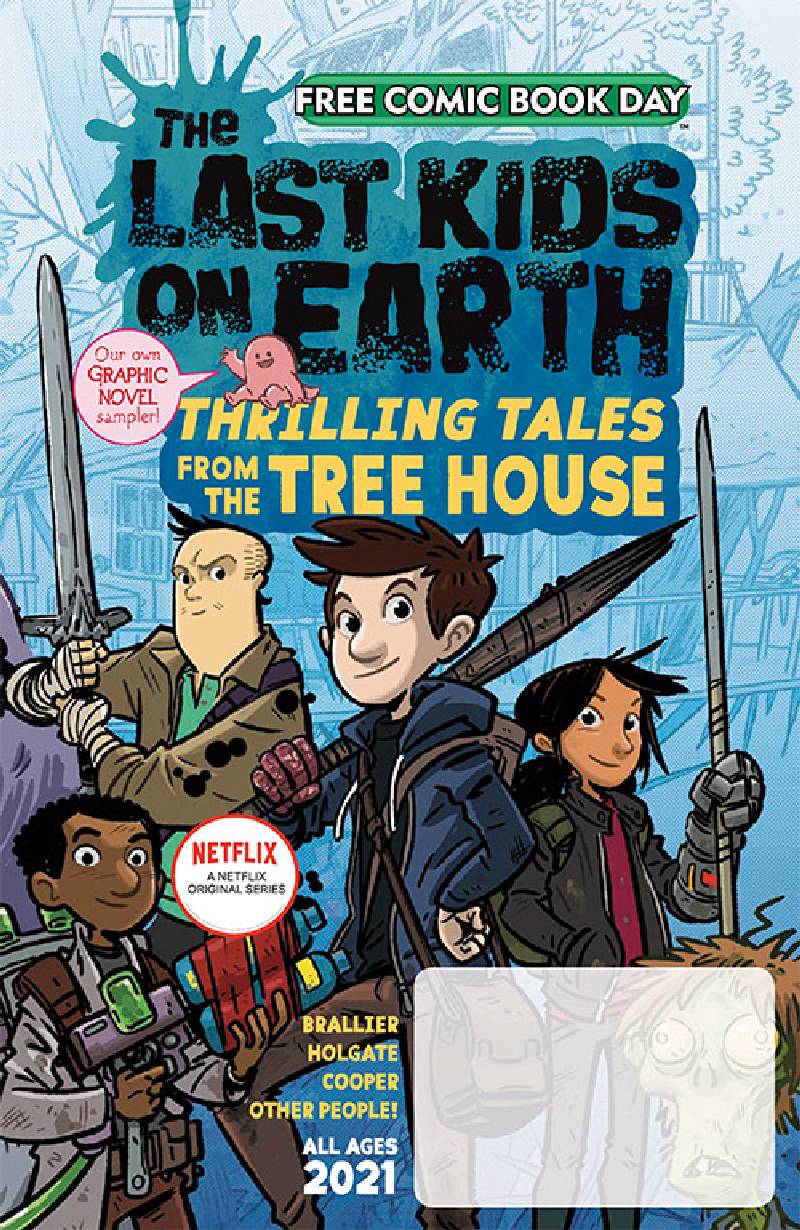 FREE COMIC BOOK DAY™
THE
LAST KIDS
ON EARTH
Our own
GRAPHIC
NOVEL
sampler!
THRILLING TALES
FROM
THE TREE HOUSE
NETFLIX
A NETFLIX
ORIGINAL SERIES
BRALLIER
HOLGATE
COOPER
OTHER PEOPLE!
ALL AGES
2021